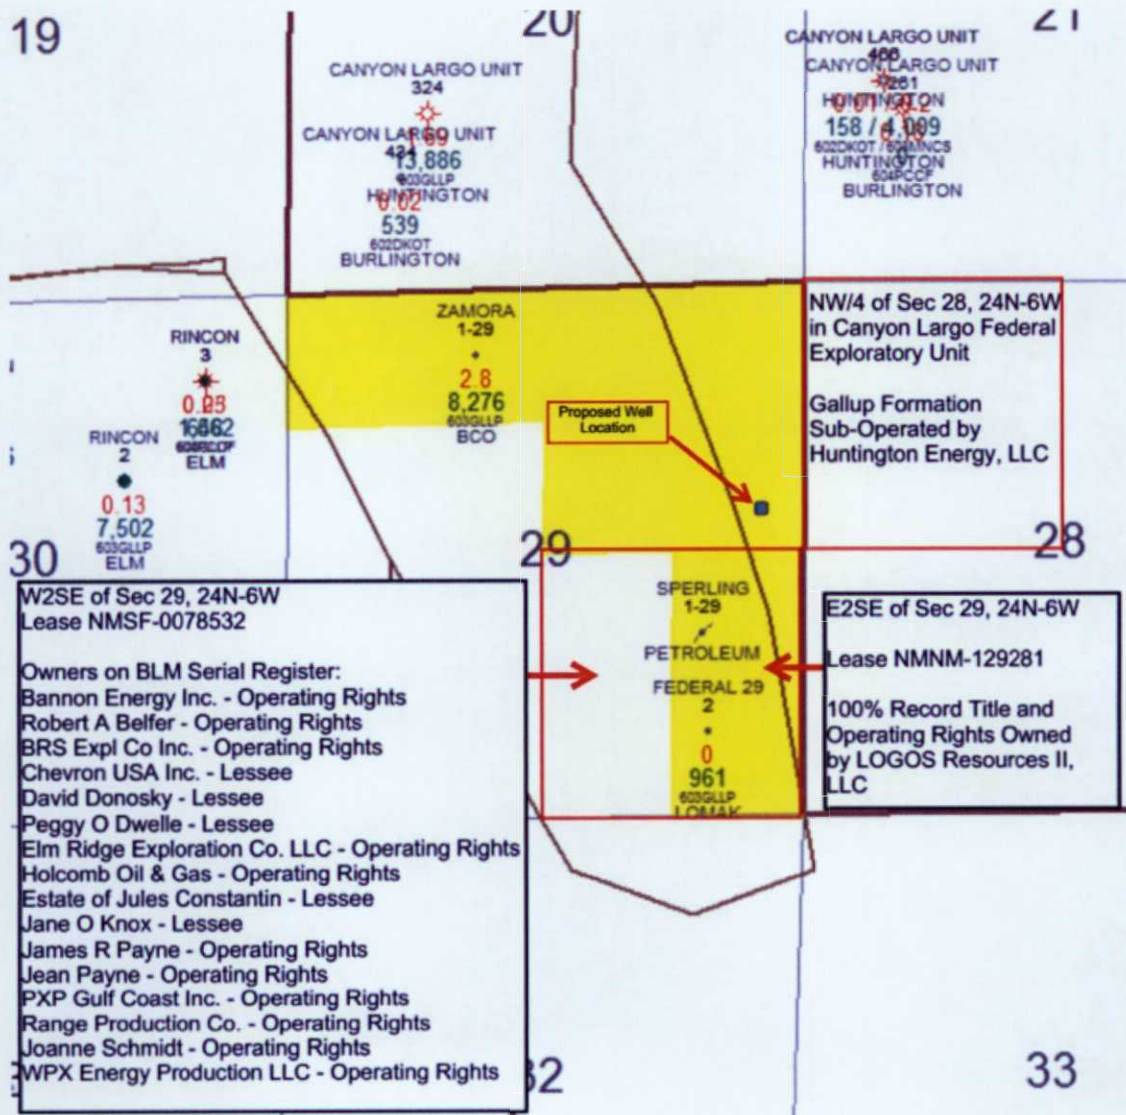 19
20
21
CANYON LARGO UNIT
324
CANYON LARGO UNIT
424
13,886
603GLLP
HUNTINGTON
0.02
539
602DKOT
BURLINGTON
CANYON LARGO UNIT
CANYON LARGO UNIT
HUNTINGTON
158 / 4,099
HUNTINGTON
604PCCF
BURLINGTON
RINCON
3
ELM
RINCON
2
0.13
7,502
603GLLP
ELM
ZAMORA
1-29
2.8
8,276
603GLLP
BCO
Proposed Well
Location
NW/4 of Sec 28, 24N-6W
in Canyon Largo Federal
Exploratory Unit
Gallup Formation
Sub-Operated by
Huntington Energy, LLC
30
29
28
SPERLING
1-29
PETROLEUM
FEDERAL 29
2
0
961
603GLLP
LOMAK
W2SE of Sec 29, 24N-6W
Lease NMSF-0078532
Owners on BLM Serial Register:
Bannon Energy Inc. - Operating Rights
Robert A Belfer - Operating Rights
BRS Expl Co Inc. - Operating Rights
Chevron USA Inc. - Lessee
David Donosky - Lessee
Peggy O Dwelle - Lessee
Elm Ridge Exploration Co. LLC - Operating Rights
Holcomb Oil & Gas - Operating Rights
Estate of Jules Constantin - Lessee
Jane O Knox - Lessee
James R Payne - Operating Rights
Jean Payne - Operating Rights
PXP Gulf Coast Inc. - Operating Rights
Range Production Co. - Operating Rights
Joanne Schmidt - Operating Rights
WPX Energy Production LLC - Operating Rights
E2SE of Sec 29, 24N-6W
Lease NMNM-129281
100% Record Title and
Operating Rights Owned
by LOGOS Resources II,
LLC
32
33